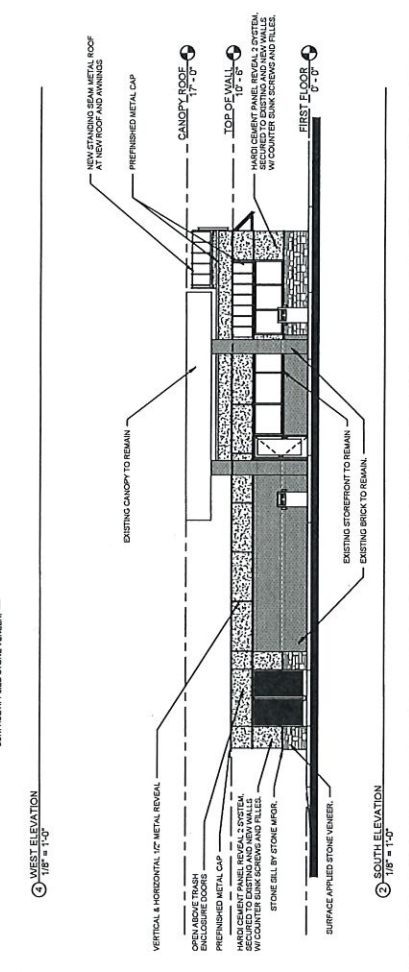 4 WEST ELEVATION
1/8" = 1'-0"
NEW STANDING SEAM METAL ROOF
AT NEW ROOF AND AWNINGS
PREFINISHED METAL CAP
CANOPY ROOF
17' - 0"
TOP OF WALL
10' - 6"
HARDI CEMENT PANEL REVEAL 2 SYSTEM,
SECURED TO EXISTING AND NEW WALLS
W/ COUNTER SUNK SCREWS AND FILLES.
FIRST FLOOR
0' - 0"
EXISTING CANOPY TO REMAIN
EXISTING STOREFRONT TO REMAIN
EXISTING BRICK TO REMAIN.
VERTICAL & HORIZONTAL 1/2" METAL REVEAL
OPEN ABOVE TRASH
ENCLOSURE DOORS
PREFINISHED METAL CAP
HARDI CEMENT PANEL REVEAL 2 SYSTEM,
SECURED TO EXISTING AND NEW WALLS
W/ COUNTER SUNK SCREWS AND FILLES.
STONE SILL BY STONE MFGR.
SURFACE APPLIED STONE VENEER.
2 SOUTH ELEVATION
1/8" = 1'-0"